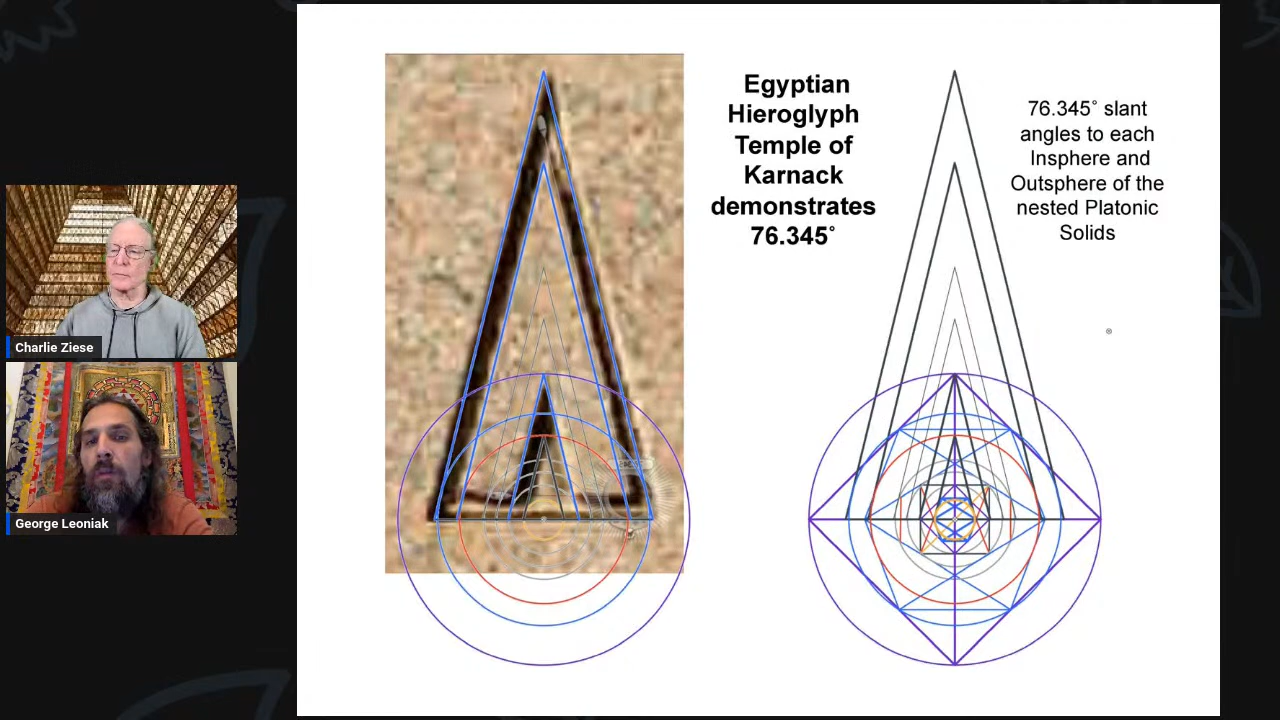 Egyptian
Hieroglyph
Temple of
Karnack
demonstrates
76.345˚
76.345˚ slant
angles to each
Insphere and
Outsphere of the
nested Platonic
Solids
Charlie Ziese
George Leoniak